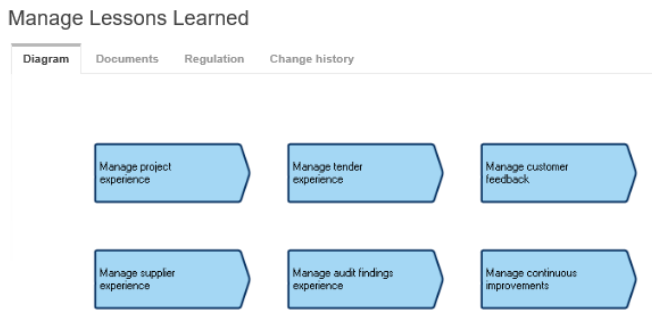 Manage Lessons Learned
Diagram Documents Regulation Change history
Manage project
experience
Manage tender
experience
Manage customer
feedback
Manage supplier
experience
Manage audit findings
experience
Manage continuous
improvements